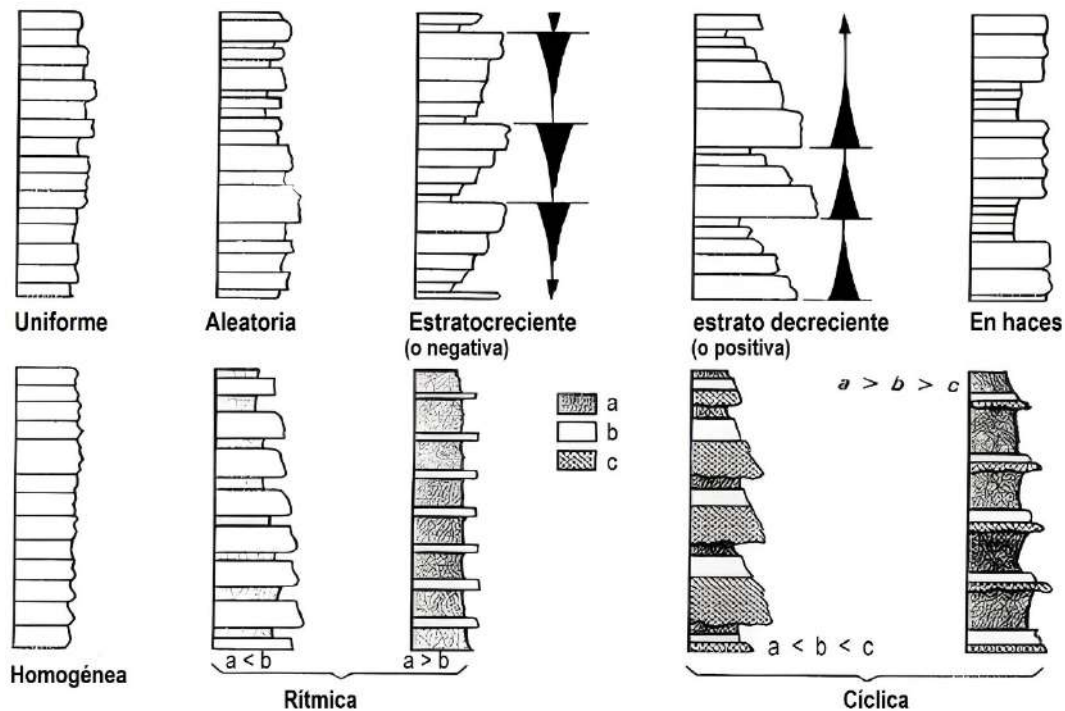 Uniforme
Aleatoria
Estratocreciente
(o negativa)
estrato decreciente
(o positiva)
En haces
a
b
c
a > b > c
a < b < c
Homogénea
a < b
a > b
Rítmica
Cíclica